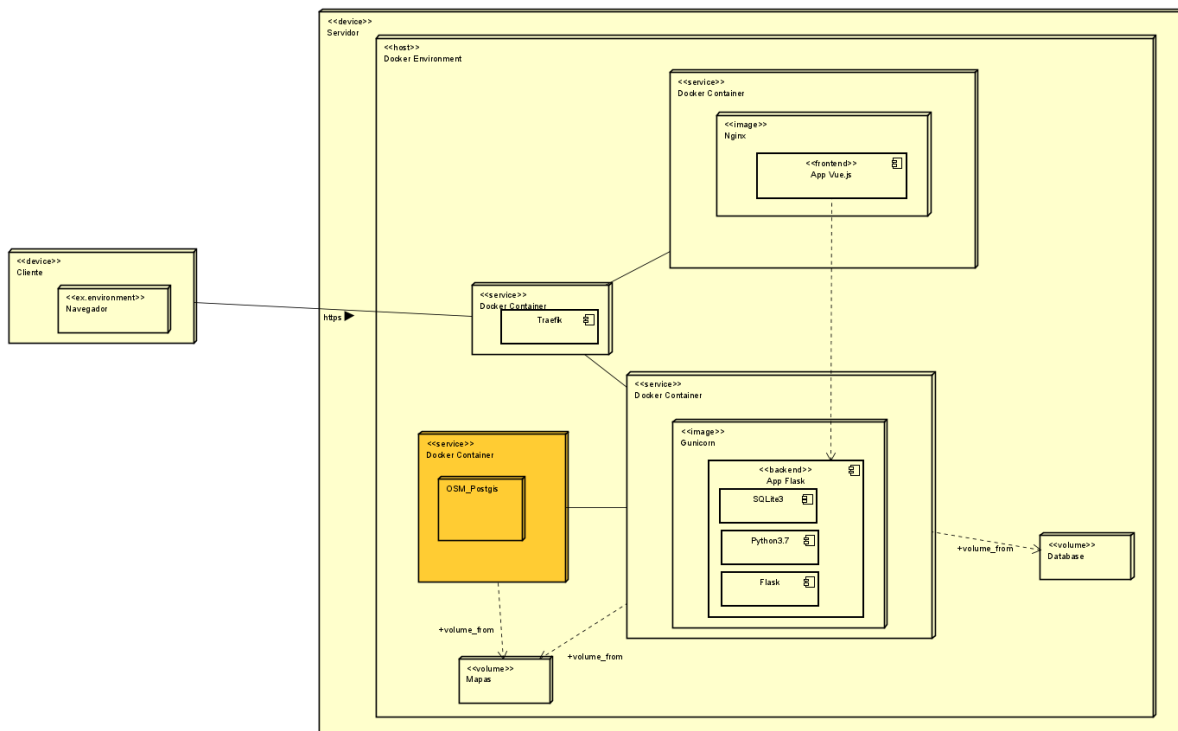 <<device>>
Servidor
<<host>>
Docker Environment
<<service>>
Docker Container
<<image>>
Nginx
<<frontend>>
App Vue.js
<<device>>
Cliente
<<ex.environment>>
Navegador
https
<<service>>
Docker Container
Traefik
<<service>>
Docker Container
<<image>>
Gunicorn
<<backend>>
App Flask
SQLite3
Python3.7
Flask
<<service>>
Docker Container
OSM_Postgis
+volume_from
<<volume>>
Database
+volume_from
+volume_from
<<volume>>
Mapas